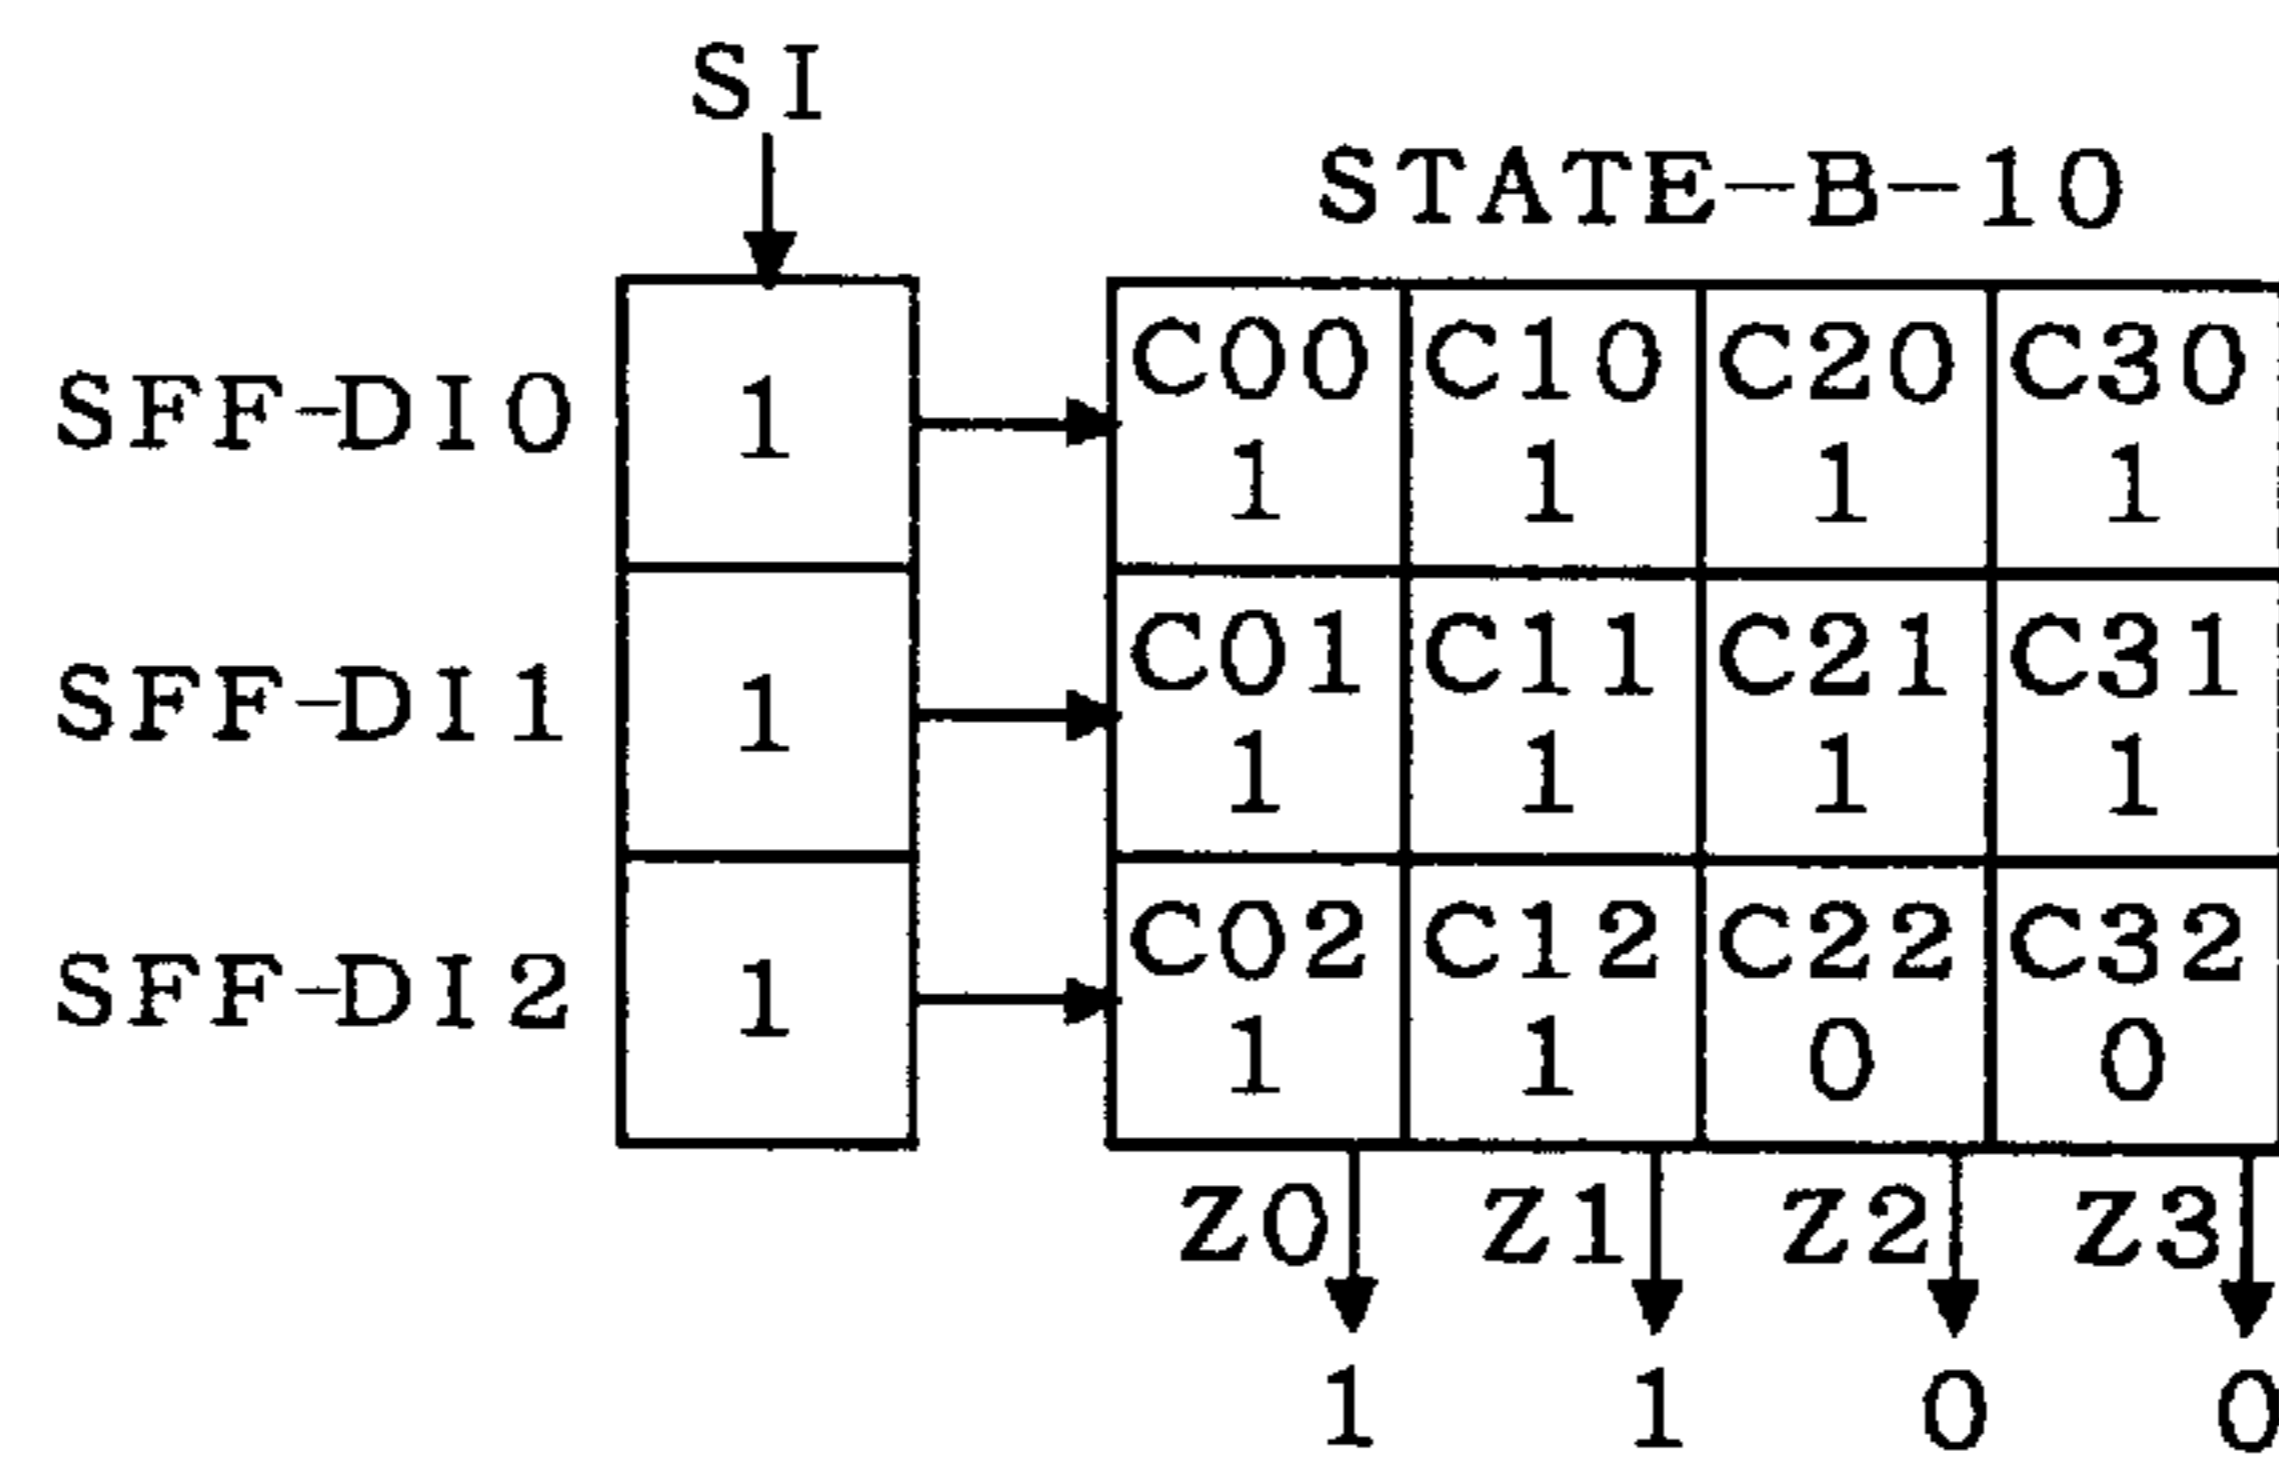 SI
STATE-B-10
C00 C10 C20 C30
SFF-DI0 1 1 1 1 1
C01 C11 C21 C31
SFF-DI1 1 1 1 1 1
C02 C12 C22 C32
SFF-DI2 1 1 1 0 0
Z0 Z1 Z2 Z3
1 1 0 0